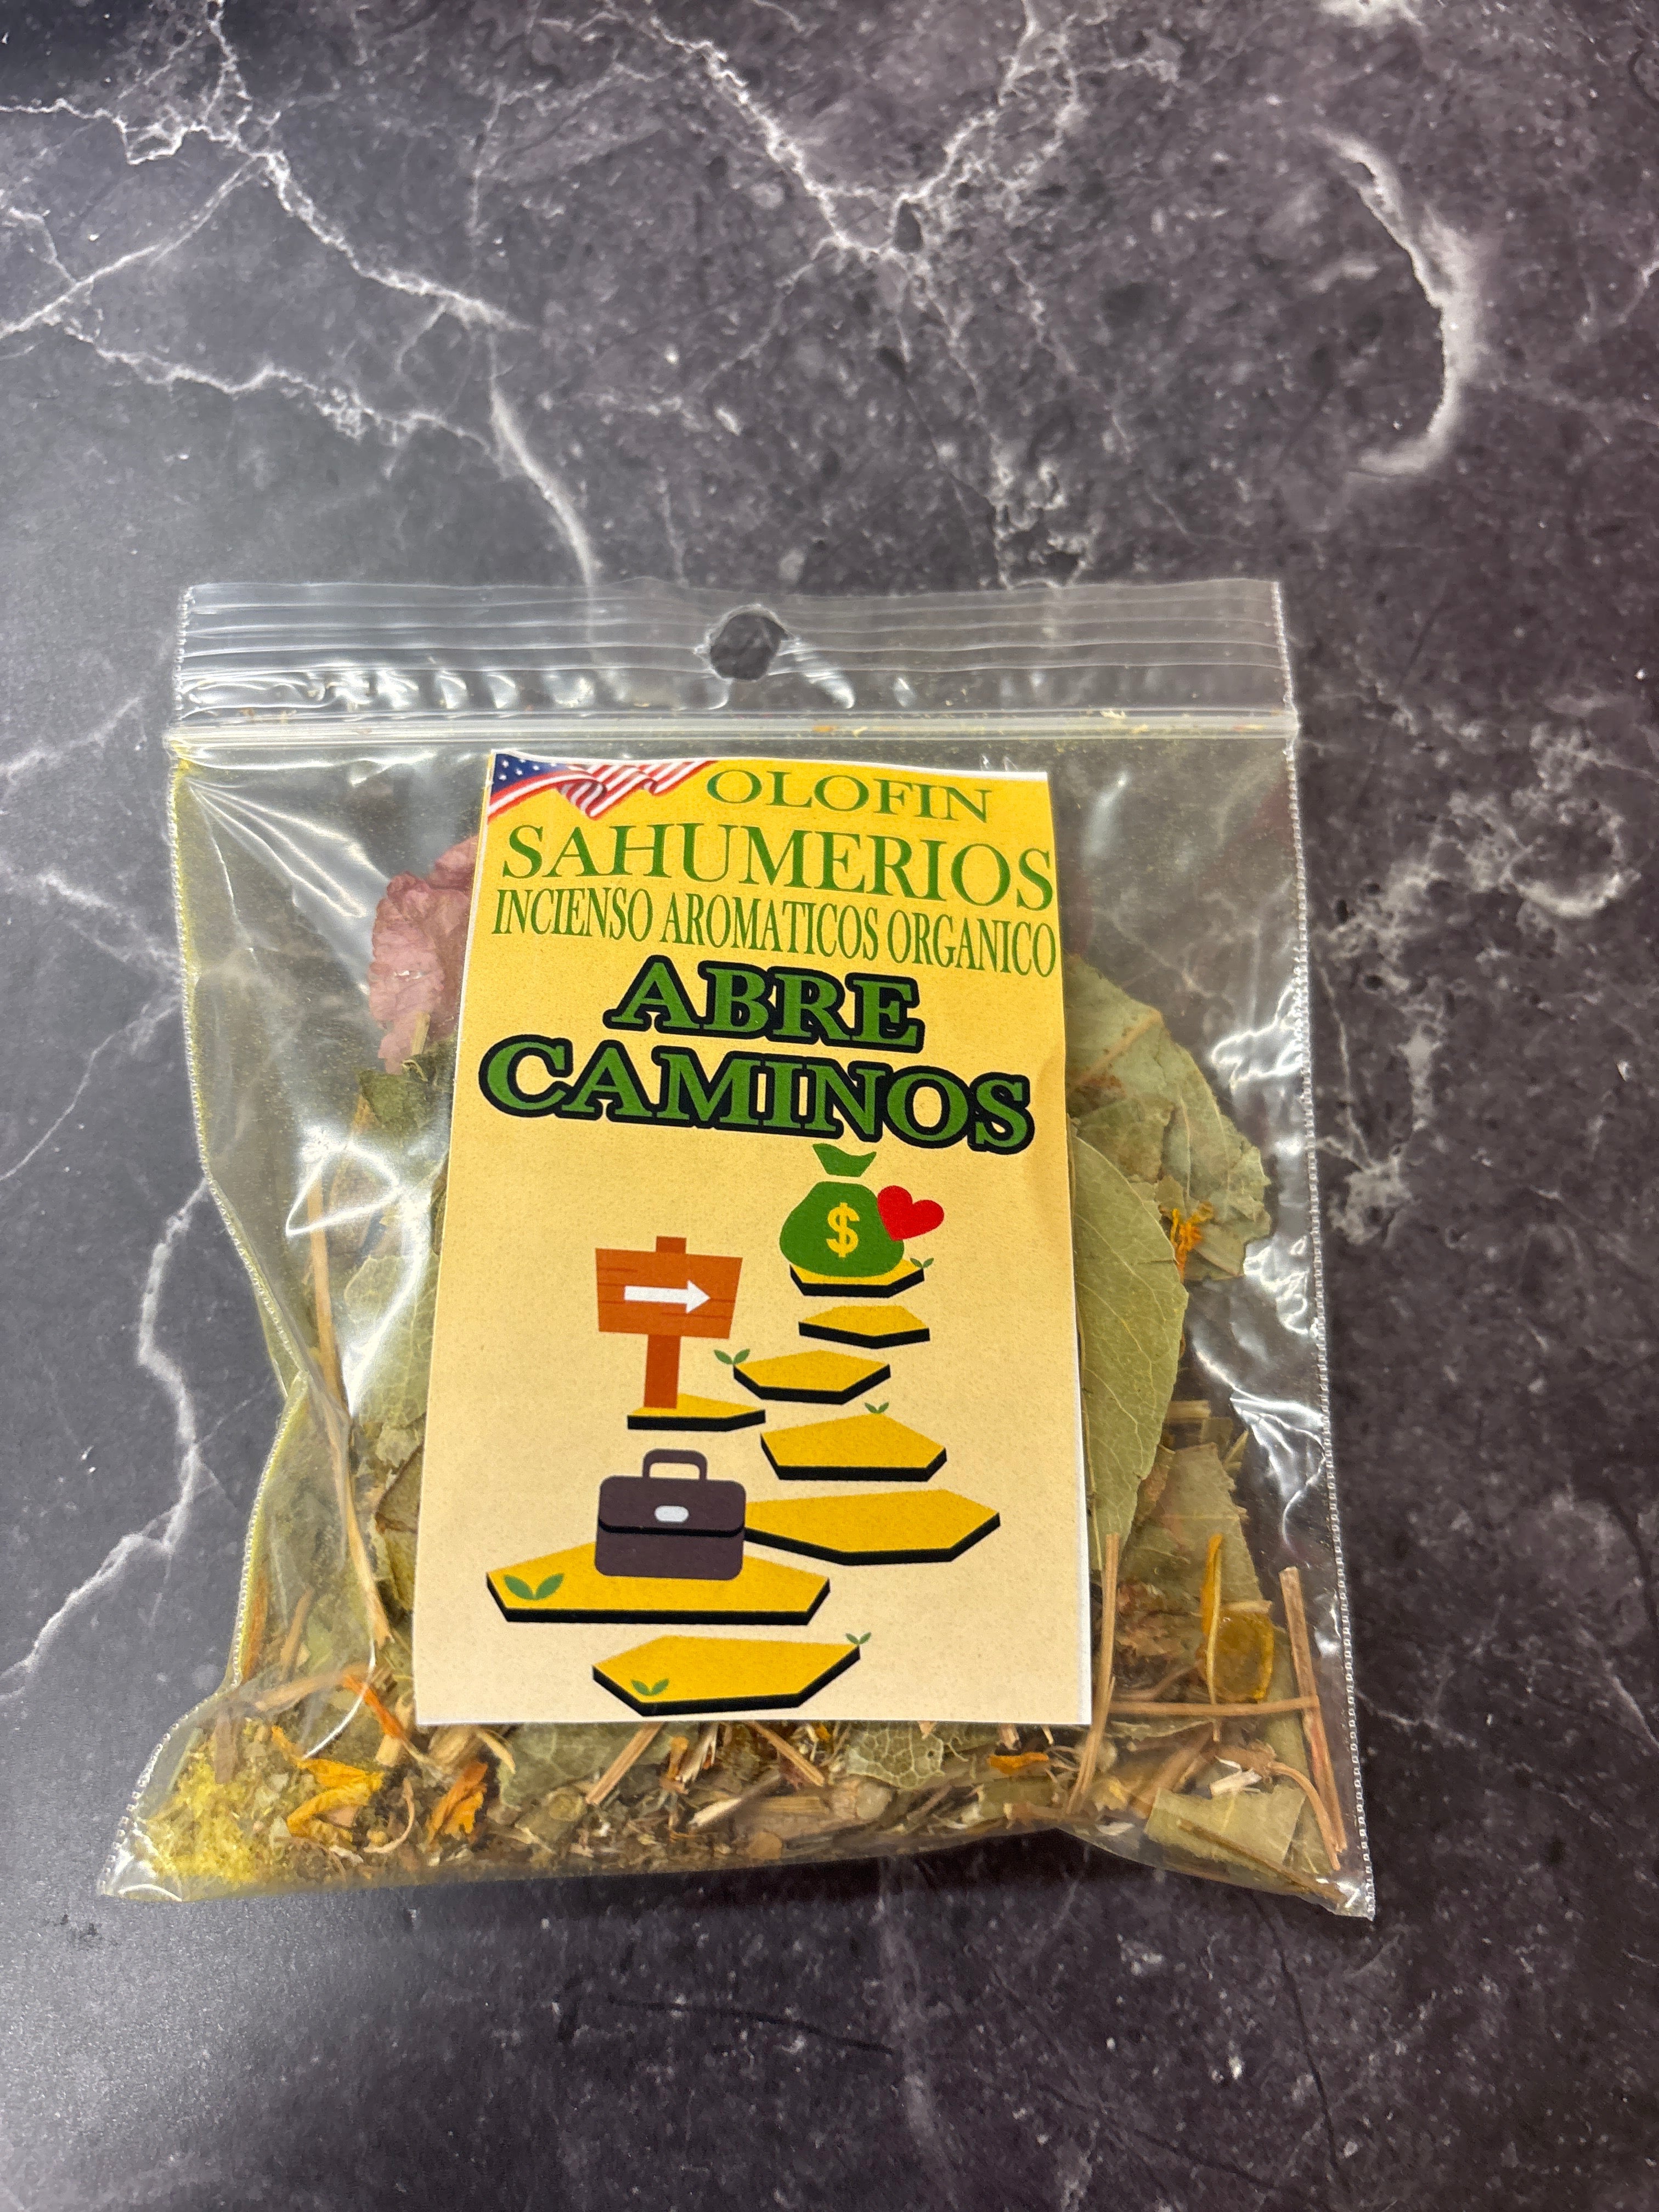 OLOFIN
SAHUMERIOS
INCIENSO AROMATICOS ORGANICO
ABRE
CAMINOS
$